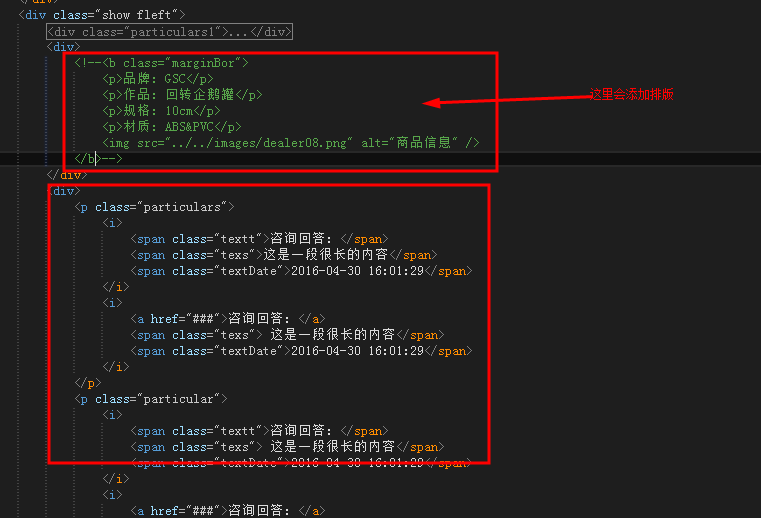 </div>
<div class="show fleft">
<div class="particulars1">...</div>
<div>
<!--<b class="marginBor">
<p>品牌: GSC</p>
<p>作品: 回转企鹅罐</p>
<p>规格: 10cm</p>
<p>材质: ABS&PVC</p>
<img src="../../images/dealer08.png" alt="商品信息" />
</b>-->
这里会添加排版
</div>
<div>
<p class="particulars">
<i>
<span class="textt">咨询回答: </span>
<span class="texs">这是一段很长的内容</span>
<span class="textDate">2016-04-30 16:01:29</span>
</i>
<i>
<a href="###">咨询回答: </a>
<span class="texs"> 这是一段很长的内容</span>
<span class="textDate">2016-04-30 16:01:29</span>
</i>
</p>
<p class="particular">
<i>
<span class="textt">咨询回答: </span>
<span class="texs"> 这是一段很长的内容</span>
<span class="textDate">2016-04-30 16:01:29</span>
</i>
<i>
<a href="###">咨询回答: </a>